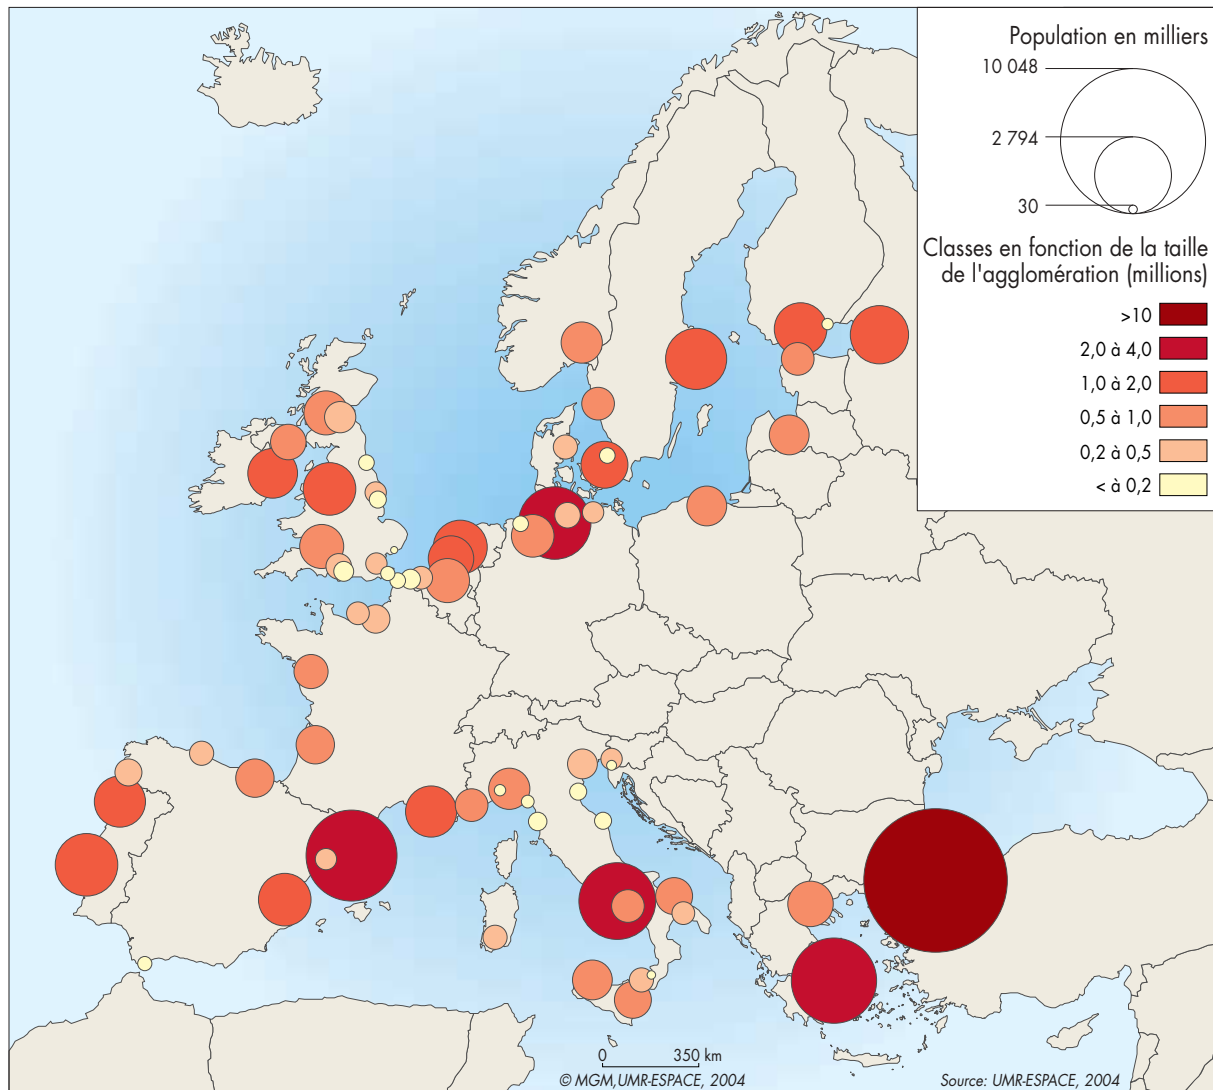 Population en milliers
10 048
2 794
30
Classes en fonction de la taille
de l'agglomération (millions)
>10
2,0 à 4,0
1,0 à 2,0
0,5 à 1,0
0,2 à 0,5
< à 0,2
0 350 km
© MGM,UMR-ESPACE, 2004
Source: UMR-ESPACE, 2004